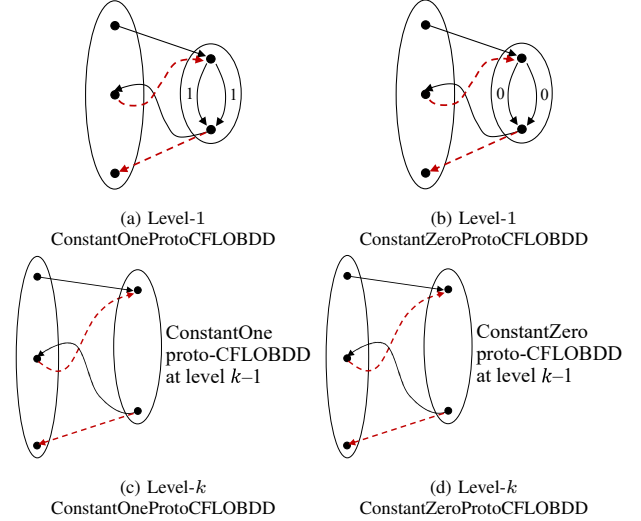 1 1
0 0
(a) Level-1
ConstantOneProtoCFLOBDD
(b) Level-1
ConstantZeroProtoCFLOBDD
ConstantOne
proto-CFLOBDD
at level k–1
ConstantZero
proto-CFLOBDD
at level k–1
(c) Level-k
ConstantOneProtoCFLOBDD
(d) Level-k
ConstantZeroProtoCFLOBDD